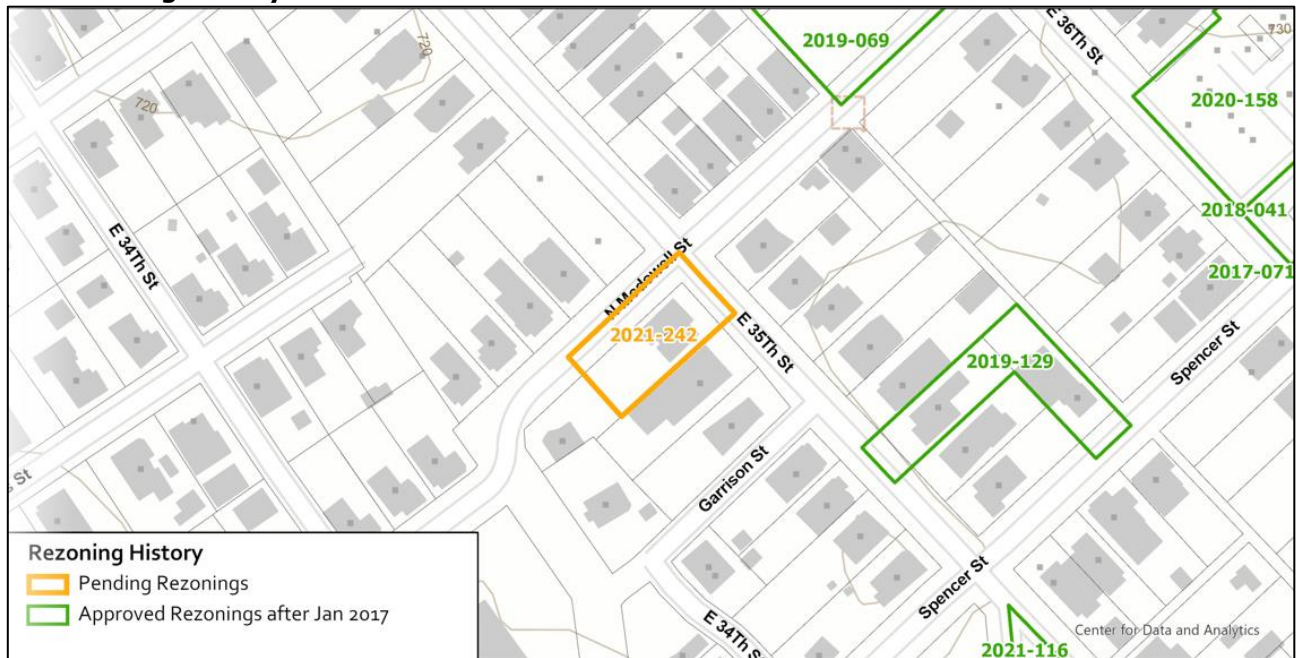 720
720
E 36Th St
730
2019-069
2020-158
2018-041
2017-071
E 34Th St
N Mcdowell St
2021-242
E 35Th St
2019-129
Spencer St
St
Garrison St
Spencer St
E 34Th S
2021-116
Rezoning History
Pending Rezonings
Approved Rezonings after Jan 2017
Center for Data and Analytics